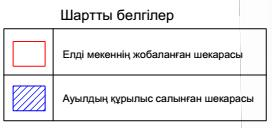 Шартты белгілер
Елді мекеннің жобаланған шекарасы
Ауылдың құрылыс салынған шекарасы